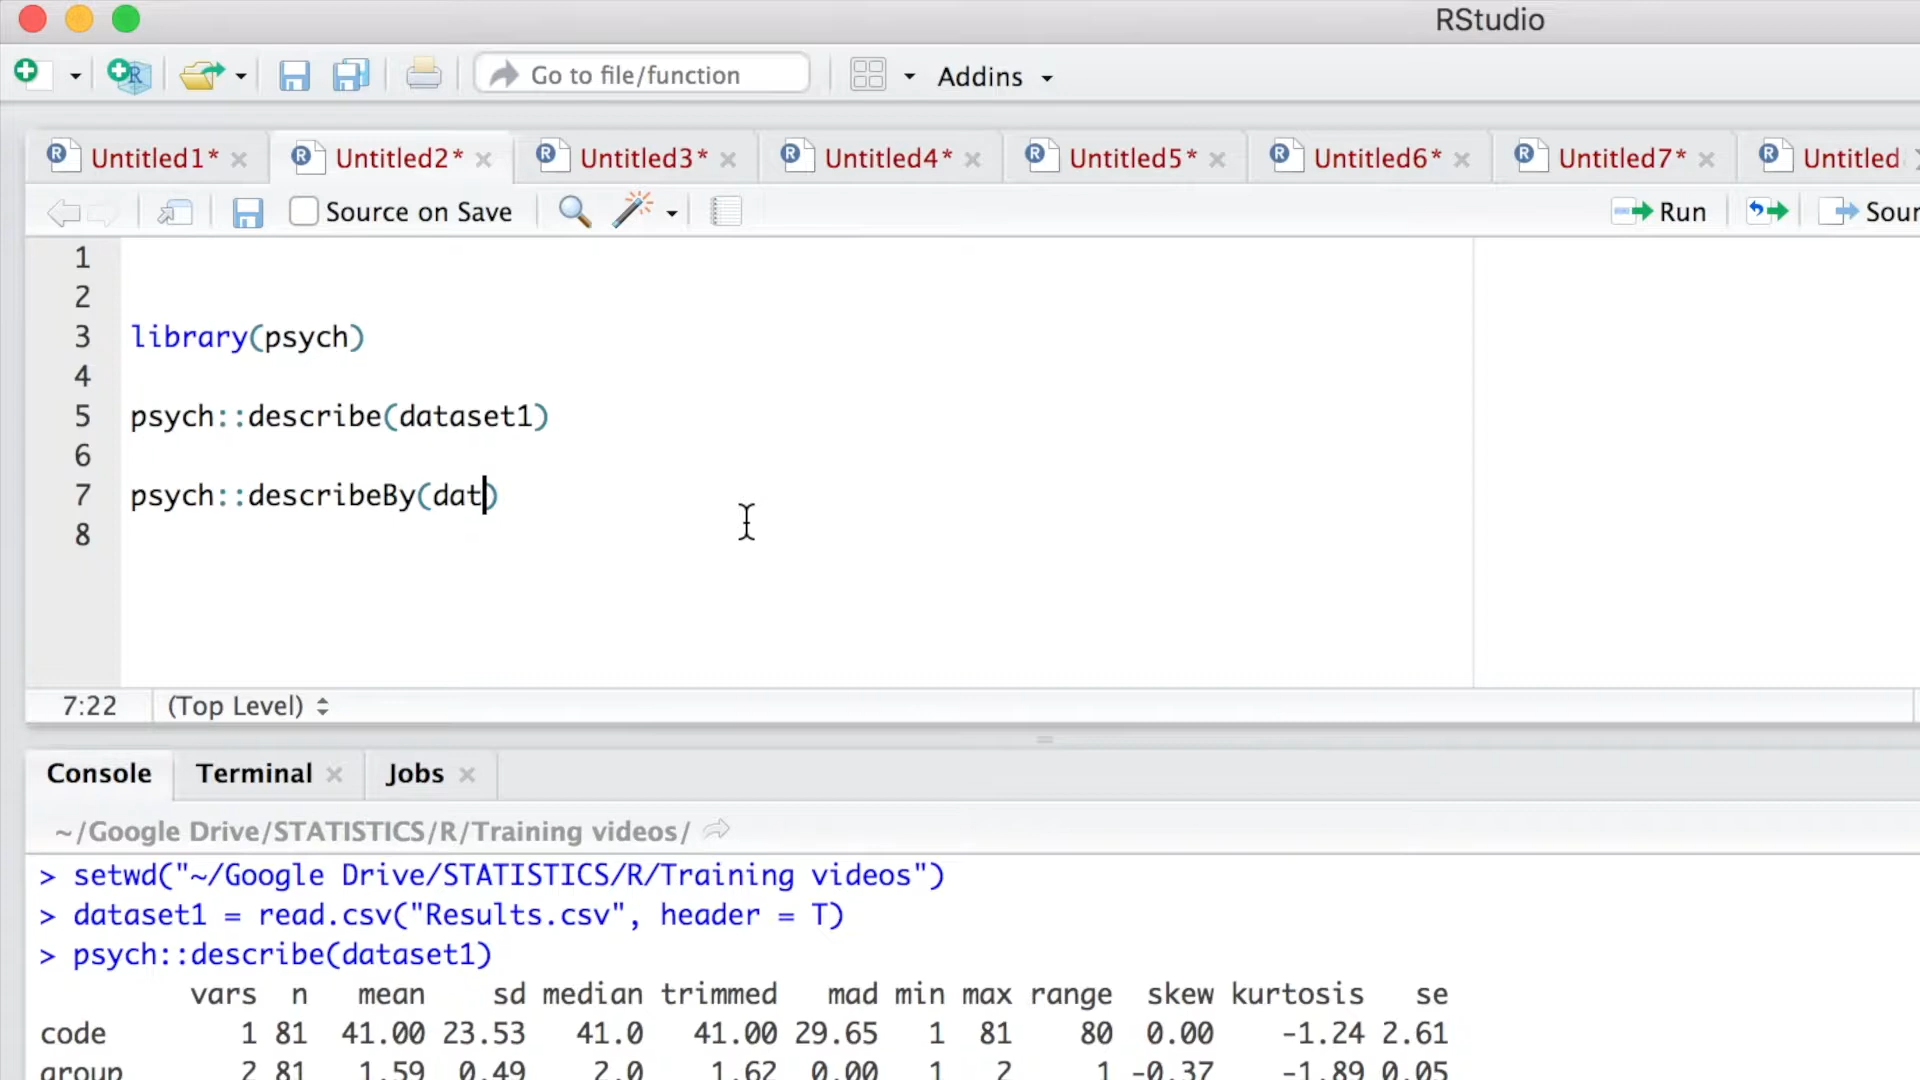 RStudio
Go to file/function Addins
Untitled1* Untitled2* Untitled3* Untitled4* Untitled5* Untitled6* Untitled7* Untitled
Source on Save Run Sour
1
2
3 library(psych)
4
5 psych::describe(dataset1)
6
7 psych::describeBy(dat)
8
7:22 (Top Level)
Console Terminal Jobs
~/Google Drive/STATISTICS/R/Training videos/
> setwd("~/Google Drive/STATISTICS/R/Training videos")
> dataset1 = read.csv("Results.csv", header = T)
> psych::describe(dataset1)
vars n mean sd median trimmed mad min max range skew kurtosis se
code 1 81 41.00 23.53 41.0 41.00 29.65 1 81 80 0.00 -1.24 2.61
group 2 81 1.59 0.49 2.0 1.62 0.00 1 2 1 -0.37 -1.89 0.05